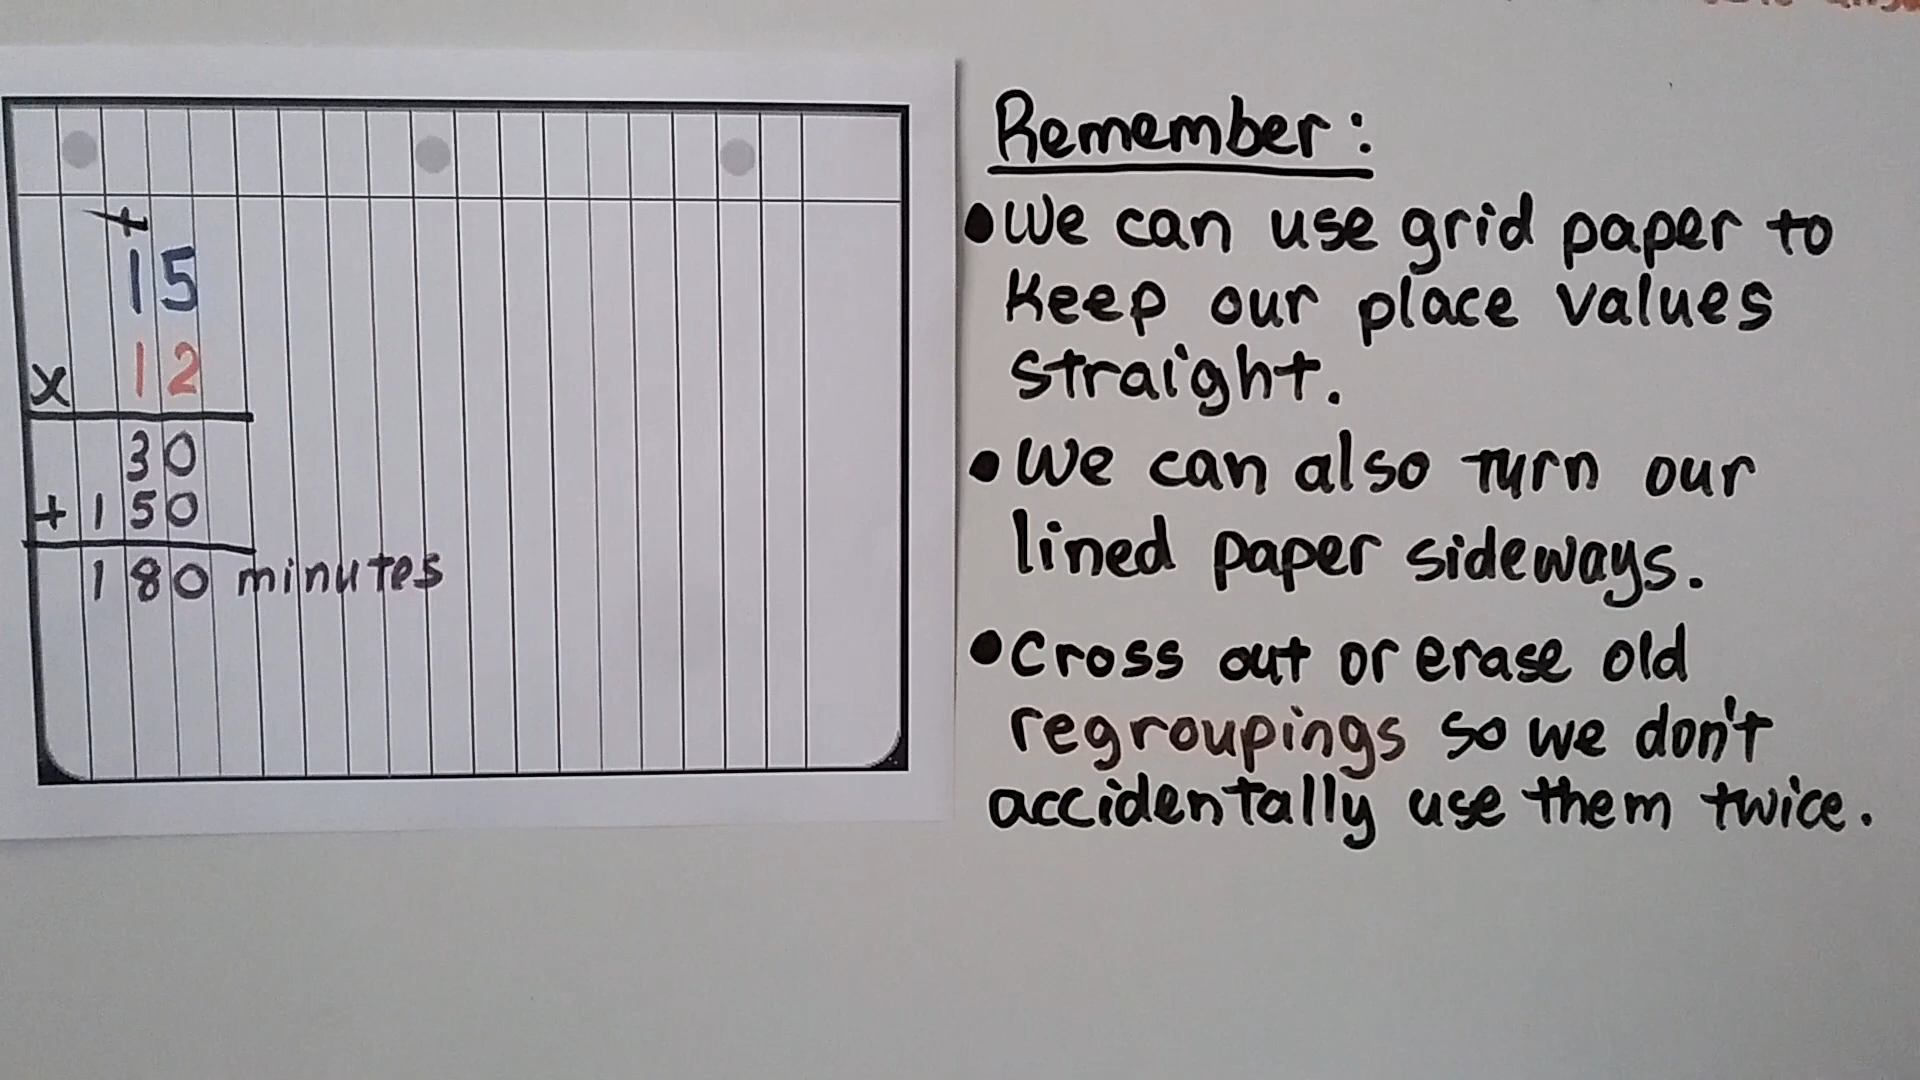 1
15
x 12
30
+ 150
180 minutes
Remember:
• We can use grid paper to
keep our place values
straight.
• We can also turn our
lined paper sideways.
• Cross out or erase old
regroupings so we don't
accidentally use them twice.